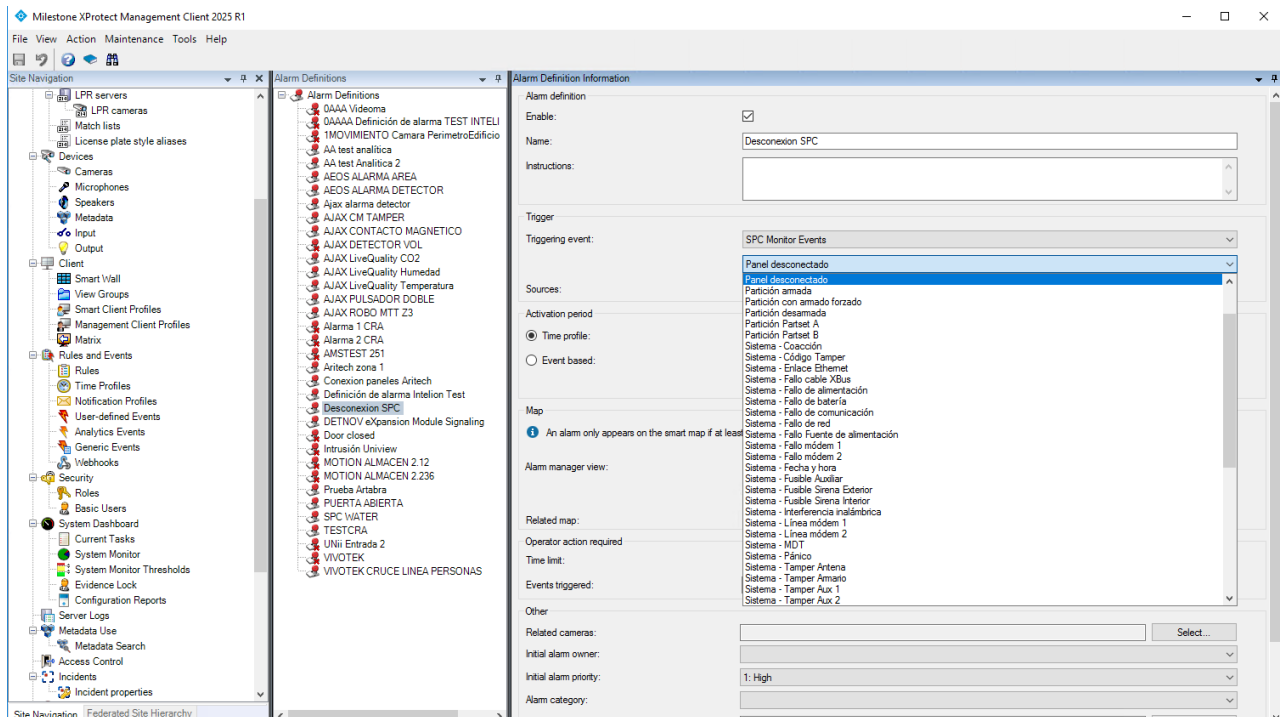 Milestone XProtect Management Client 2025 R1
File View Action Maintenance Tools Help
Site Navigation
LPR servers
LPR cameras
Match lists
License plate style aliases
Devices
Cameras
Microphones
Speakers
Metadata
Input
Output
Client
Smart Wall
View Groups
Smart Client Profiles
Management Client Profiles
Matrix
Rules and Events
Rules
Time Profiles
Notification Profiles
User-defined Events
Analytics Events
Generic Events
Webhooks
Security
Roles
Basic Users
System Dashboard
Current Tasks
System Monitor
System Monitor Thresholds
Evidence Lock
Configuration Reports
Server Logs
Metadata Use
Metadata Search
Access Control
Incidents
Incident properties
Site Navigation Federated Site Hierarchy
Alarm Definitions
Alarm Definitions
0AAA Videoma
0AAAA Definición de alarma TEST INTELI
1MOVIMIENTO Camara PerimetroEdificio
AA test analítica
AA test Analitica 2
AEOS ALARMA AREA
AEOS ALARMA DETECTOR
Ajax alarma detector
AJAX CM TAMPER
AJAX CONTACTO MAGNETICO
AJAX DETECTOR VOL
AJAX LiveQuality CO2
AJAX LiveQuality Humedad
AJAX LiveQuality Temperatura
AJAX PULSADOR DOBLE
AJAX ROBO MTT Z3
Alarma 1 CRA
Alarma 2 CRA
AMSTEST 251
Aritech zona 1
Conexion paneles Aritech
Definición de alarma Intelion Test
Desconexion SPC
DETNOV eXpansion Module Signaling
Door closed
Intrusión Uniview
MOTION ALMACEN 2.12
MOTION ALMACEN 2.236
Prueba Artabra
PUERTA ABIERTA
SPC WATER
TESTCRA
UNii Entrada 2
VIVOTEK
VIVOTEK CRUCE LINEA PERSONAS
Alarm Definition Information
Alarm definition
Enable:
Name: Desconexion SPC
Instructions:
Trigger
Triggering event: SPC Monitor Events
Panel desconectado
Sources:
Activation period
Time profile:
Event based:
Map
An alarm only appears on the smart map if at leas
Alarm manager view:
Related map:
Operator action required
Time limit:
Events triggered:
Panel desconectado
Partición armada
Partición con armado forzado
Partición desarmada
Partición Partset A
Partición Partset B
Sistema - Coacción
Sistema - Código Tamper
Sistema - Enlace Ethernet
Sistema - Fallo cable XBus
Sistema - Fallo de alimentación
Sistema - Fallo de batería
Sistema - Fallo de comunicación
Sistema - Fallo de red
Sistema - Fallo Fuente de alimentación
Sistema - Fallo módem 1
Sistema - Fallo módem 2
Sistema - Fecha y hora
Sistema - Fusible Auxiliar
Sistema - Fusible Sirena Exterior
Sistema - Fusible Sirena Interior
Sistema - Interferencia inalámbrica
Sistema - Línea módem 1
Sistema - Línea módem 2
Sistema - MDT
Sistema - Pánico
Sistema - Tamper Antena
Sistema - Tamper Armario
Sistema - Tamper Aux 1
Sistema - Tamper Aux 2
Other
Related cameras: Select...
Initial alarm owner:
Initial alarm priority: 1: High
Alarm category: